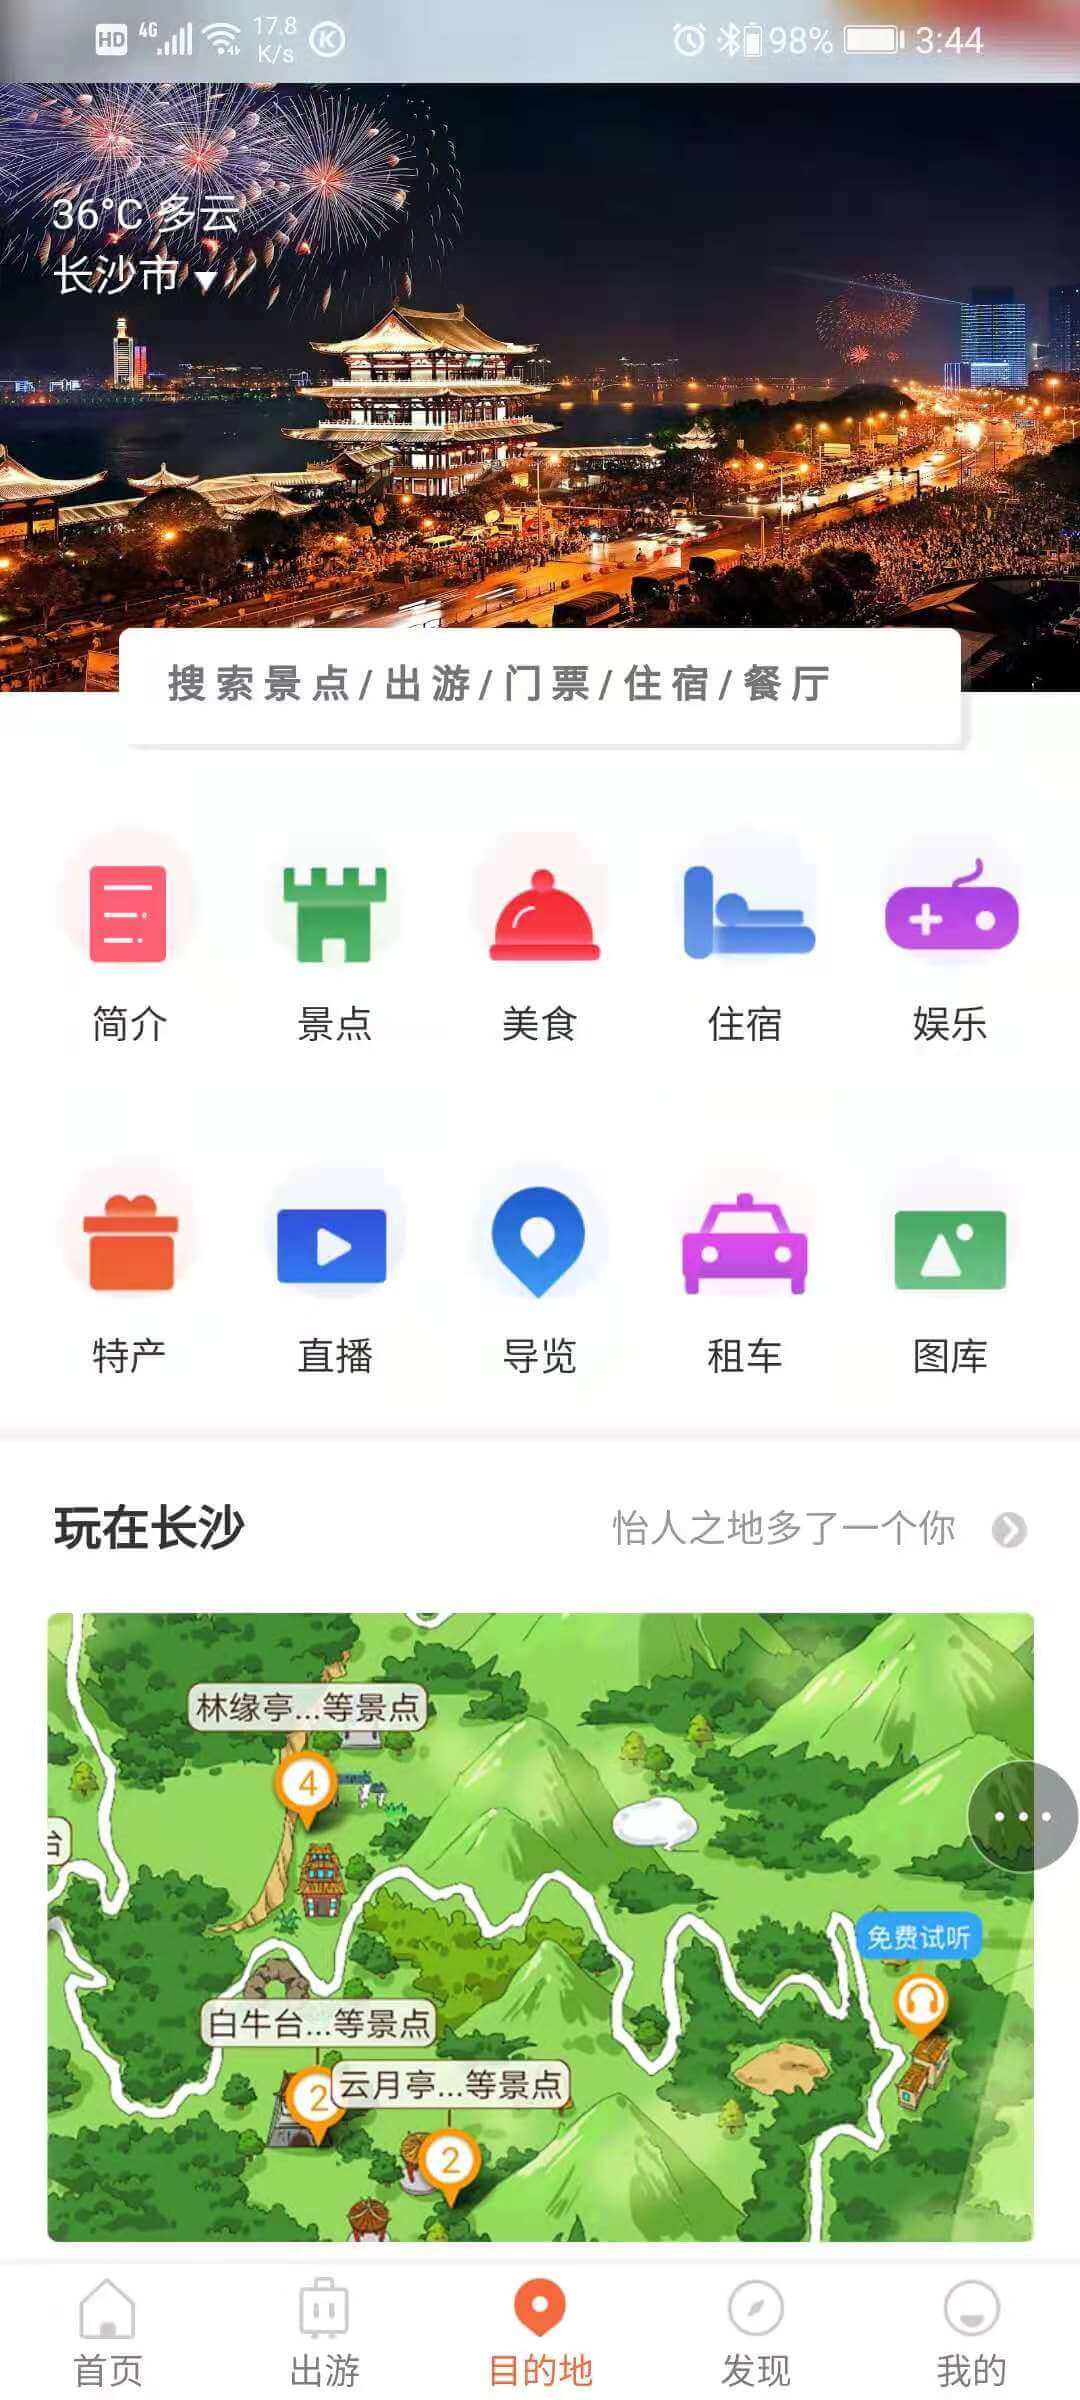 HD 4G 17.8 K/s K 98% 3:44
36°C 多云
长沙市
搜索景点/出游/门票/住宿/餐厅
简介 景点 美食 住宿 娱乐
特产 直播 导览 租车 图库
玩在长沙 怡人之地多了一个你
林缘亭...等景点
4
台
免费试听
白牛台...等景点
2
云月亭...等景点
2
首页 出游 目的地 发现 我的